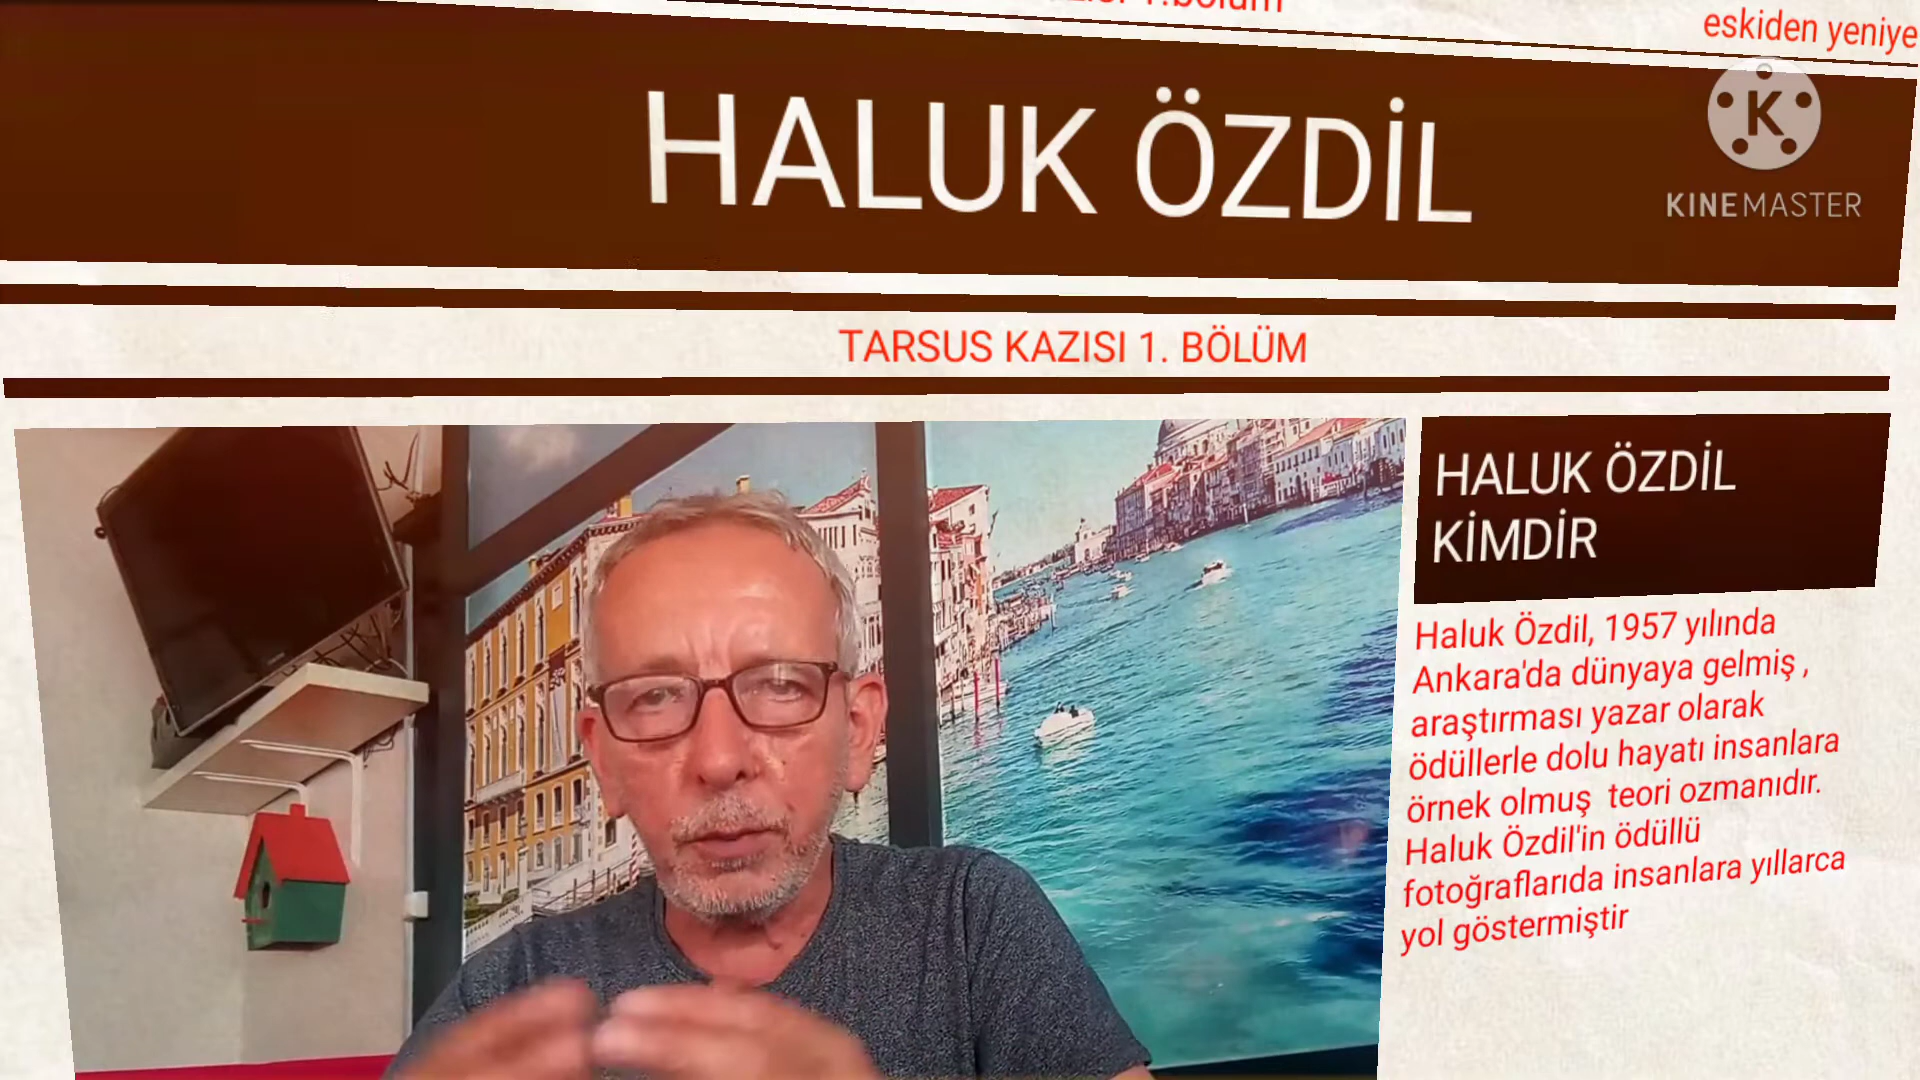 1.bölüm
eskiden yeniye
HALUK ÖZDİL
K
KINEMASTER
TARSUS KAZISI 1. BÖLÜM
HALUK ÖZDİL
KİMDİR
Haluk Özdil, 1957 yılında
Ankara'da dünyaya gelmiş ,
araştırması yazar olarak
ödüllerle dolu hayatı insanlara
örnek olmuş  teori ozmanıdır.
Haluk Özdil'in ödüllü
fotoğraflarıda insanlara yıllarca
yol göstermiştir